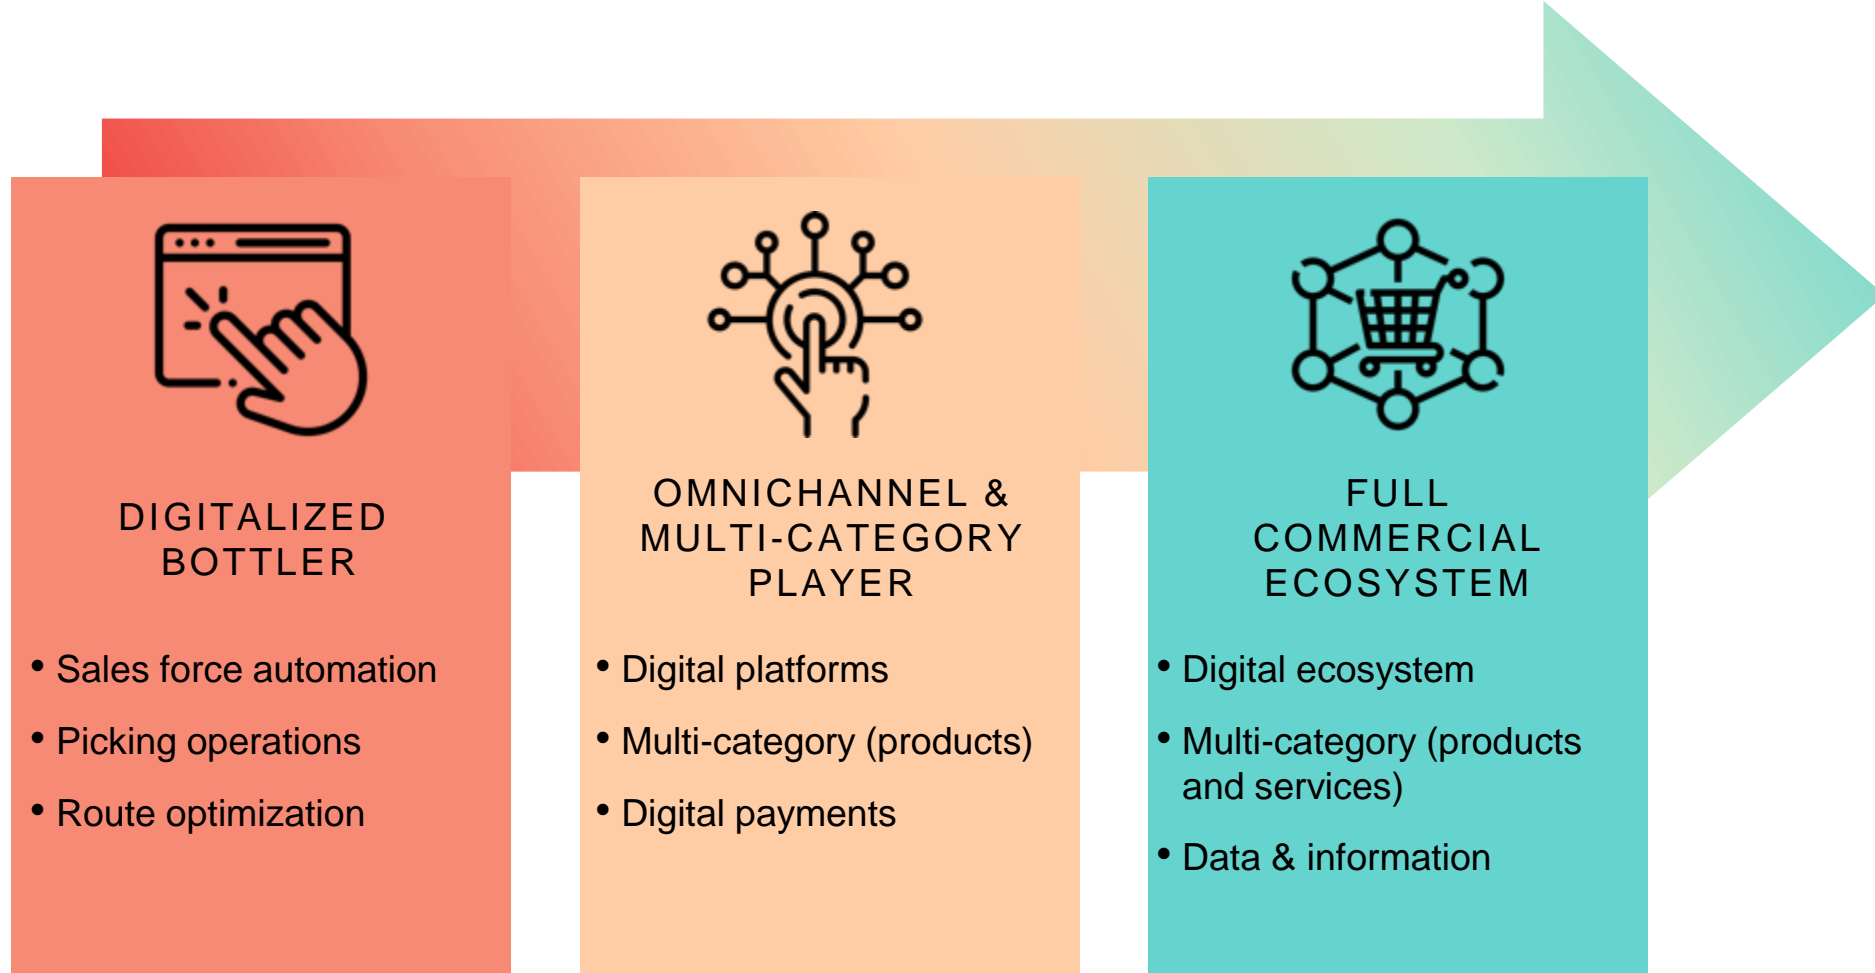 DIGITALIZED
BOTTLER
• Sales force automation
• Picking operations
• Route optimization
OMNICHANNEL &
MULTI-CATEGORY
PLAYER
• Digital platforms
• Multi-category (products)
• Digital payments
FULL
COMMERCIAL
ECOSYSTEM
• Digital ecosystem
• Multi-category (products
and services)
• Data & information